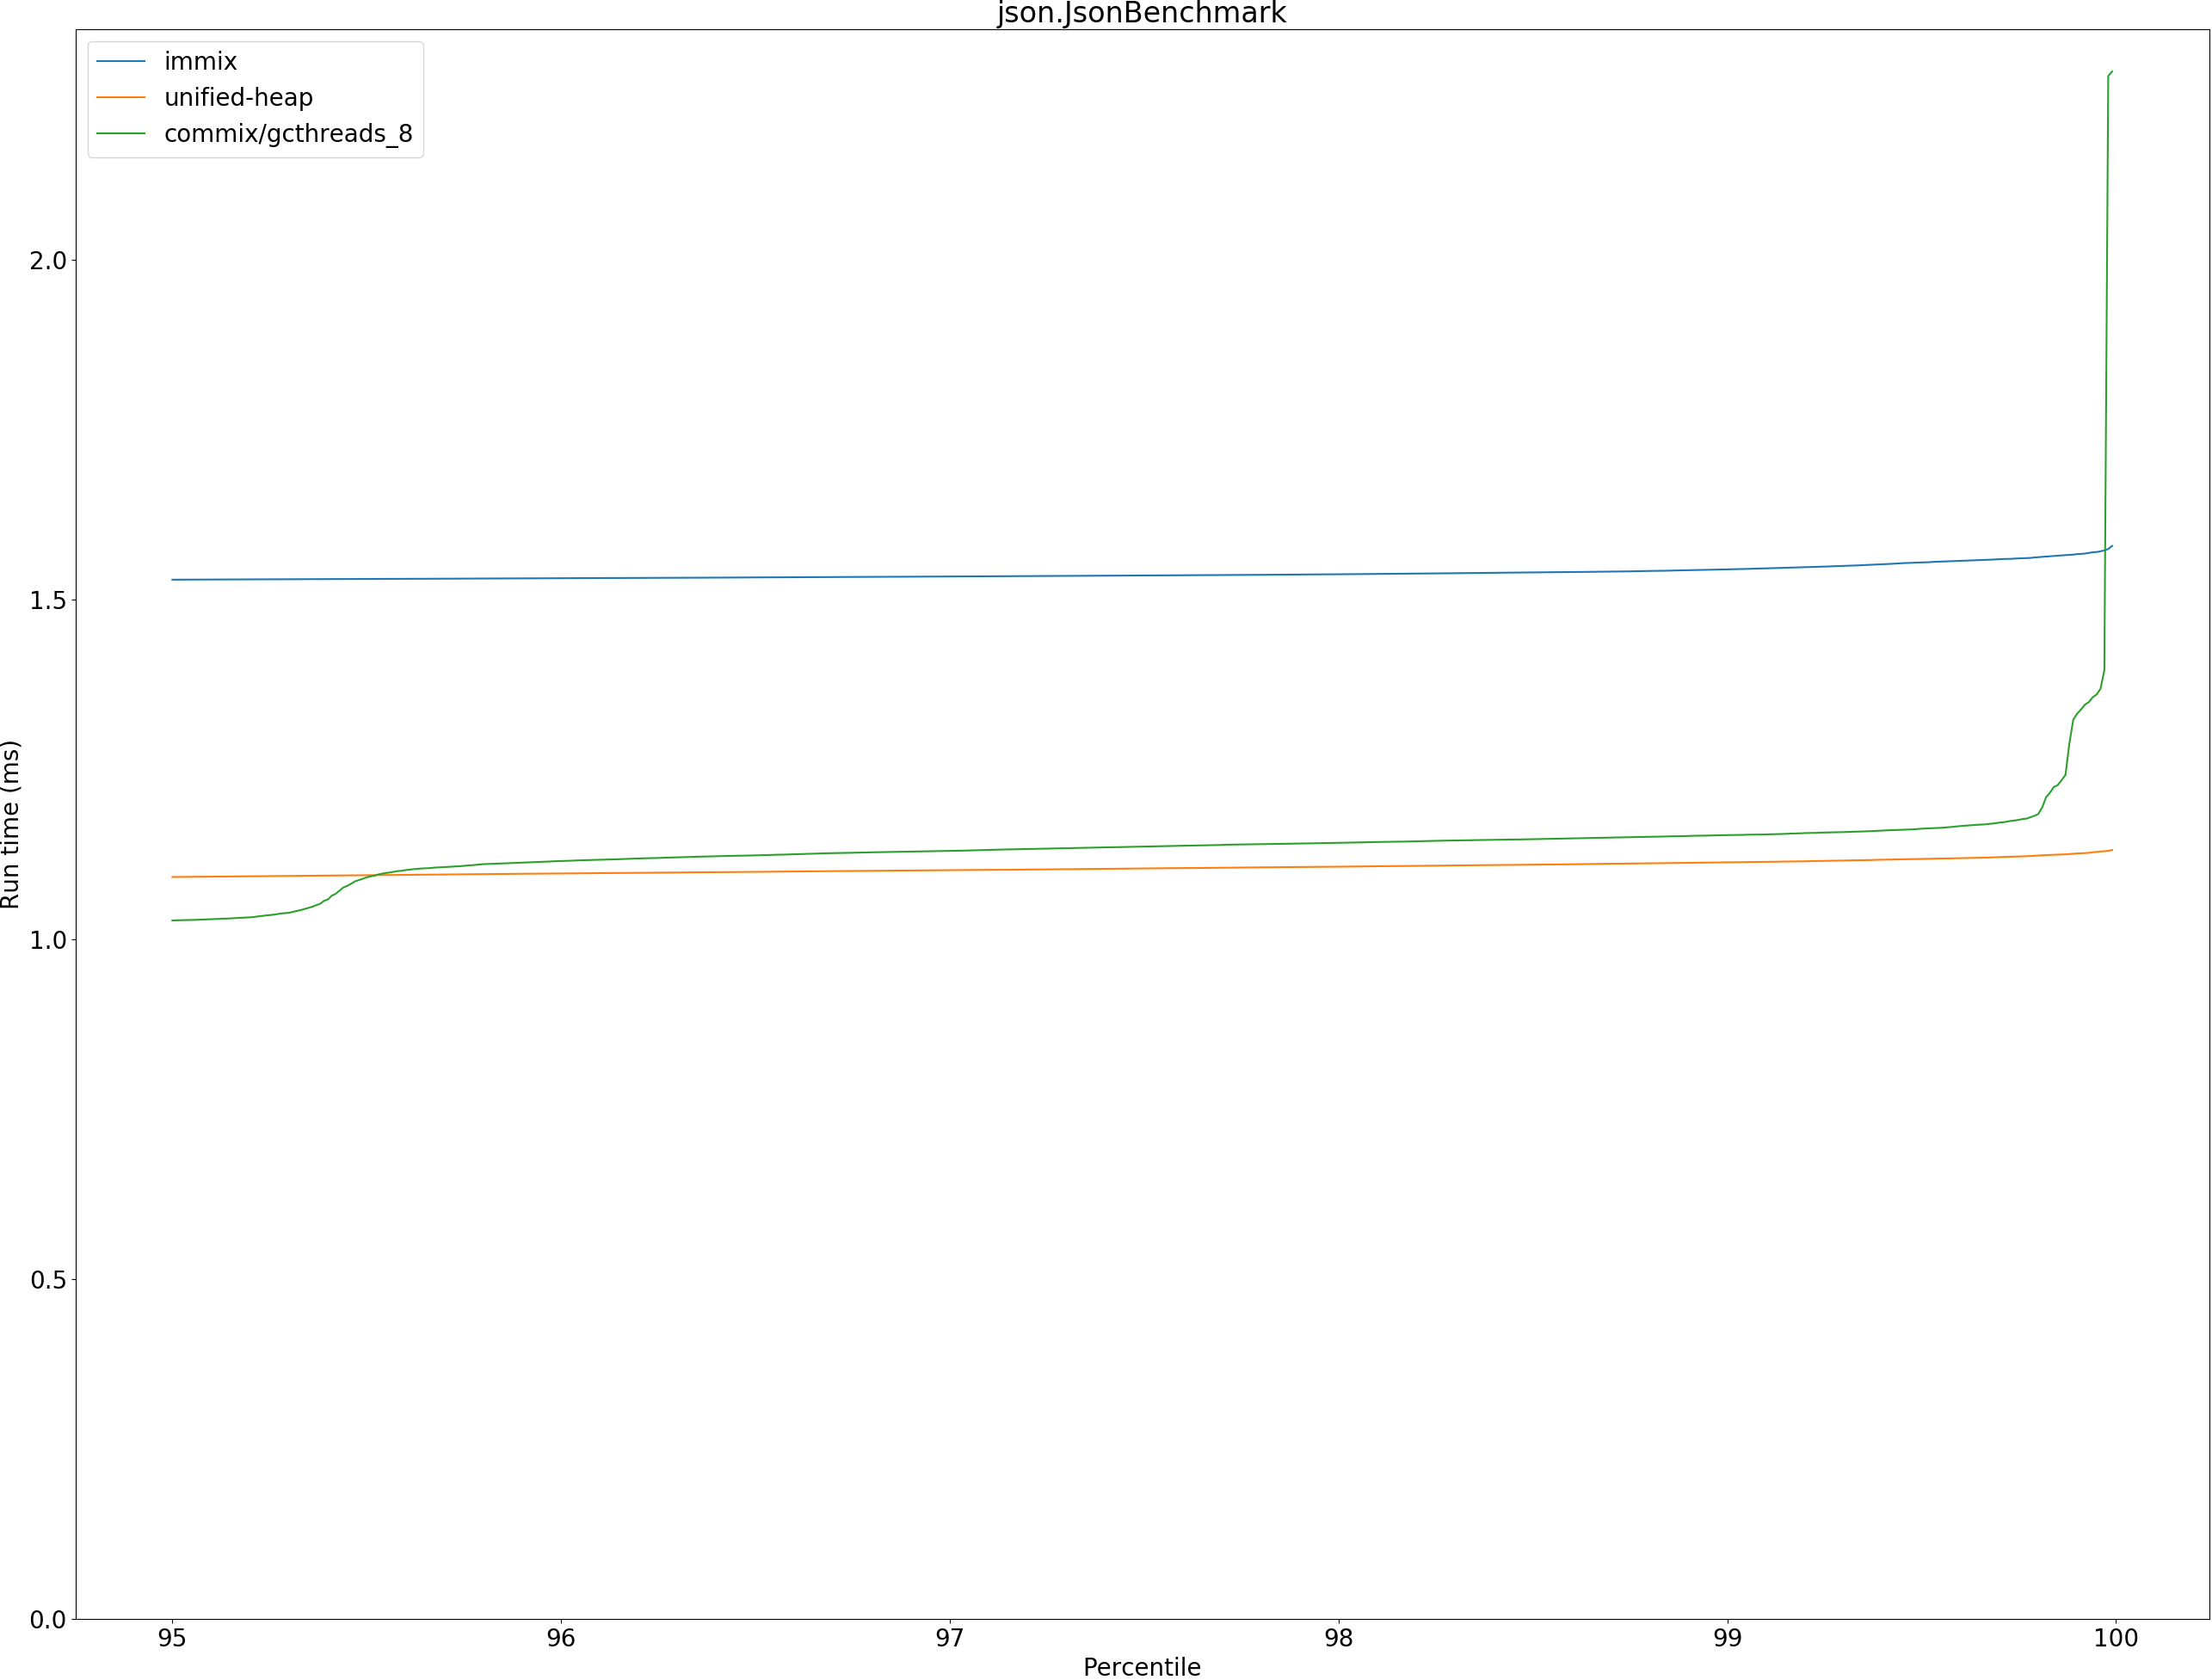 json.JsonBenchmark
immix
unified-heap
commix/gcthreads_8
Run time (ms)
2.0
1.5
1.0
0.5
0.0
95 96 97 98 99 100
Percentile